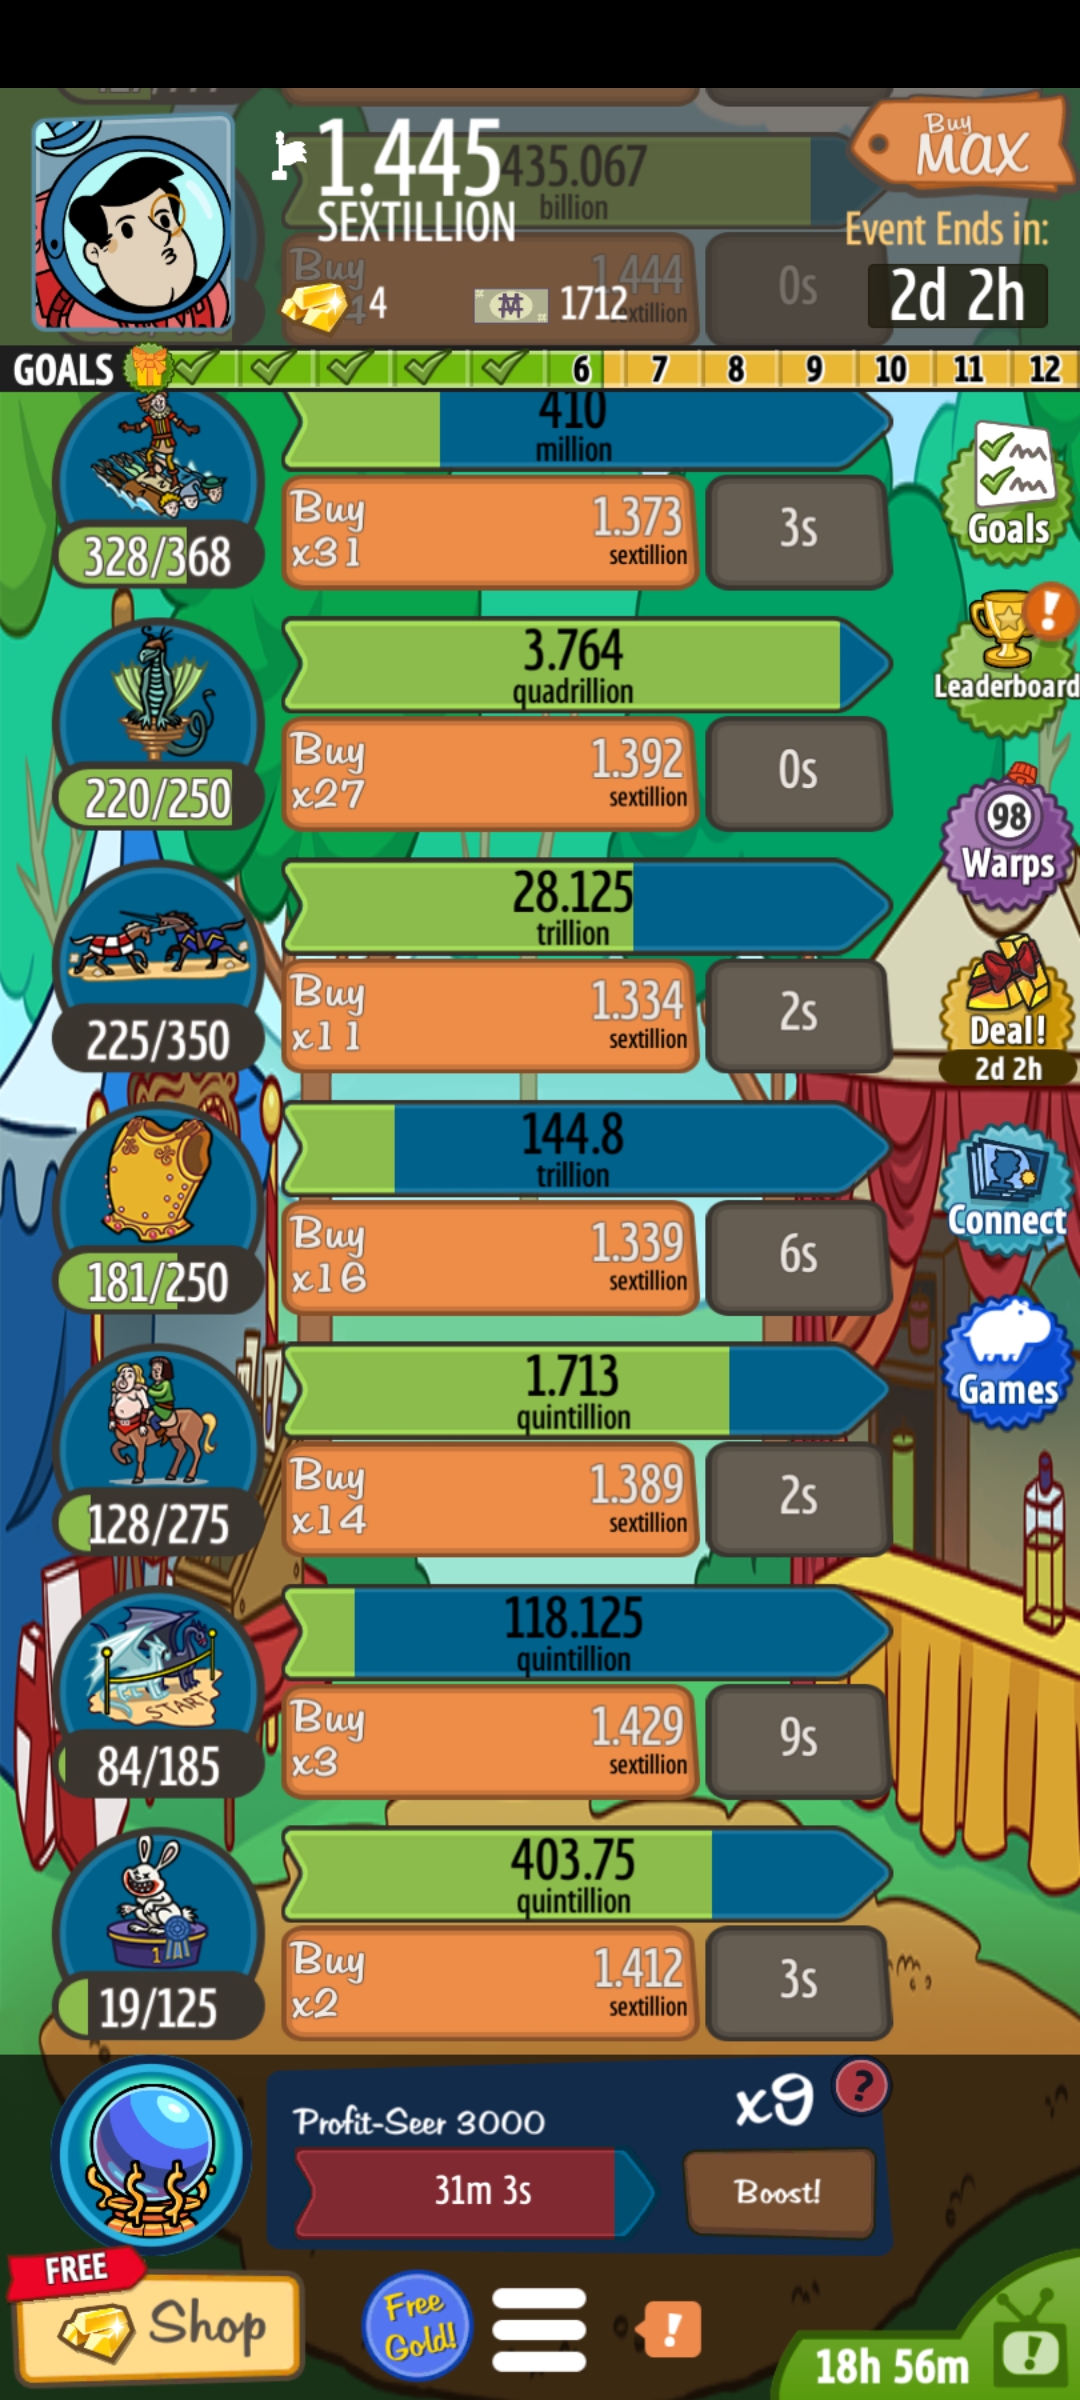 1.445
435.067
Buy
MAX
SEXTILLION
billion
Event Ends in:
Buy
1.444
0s
2d 2h
4
1712
GOALS
6
7
8
9
10
11
12
410
million
Buy
x31
1.373
sextillion
3s
328/368
Goals
3.764
quadrillion
Leaderboard
!
Buy
x27
1.392
sextillion
0s
220/250
98
Warps
28.125
trillion
Buy
x11
1.334
sextillion
2s
225/350
Deal!
2d 2h
144.8
trillion
Connect
Buy
x16
1.339
sextillion
6s
181/250
1.713
quintillion
Games
Buy
x14
1.389
sextillion
2s
128/275
118.125
quintillion
START
Buy
x3
1.429
sextillion
9s
84/185
403.75
quintillion
1
Buy
x2
1.412
sextillion
3s
19/125
Profit-Seer 3000
x9
?
31m 3s
Boost!
FREE
Shop
Free
Gold!
!
18h 56m
!